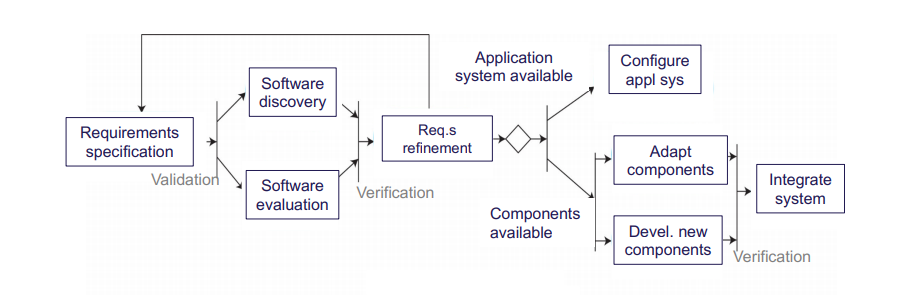 Requirements
specification
Validation
Software
discovery
Software
evaluation
Verification
Req.s
refinement
Application
system available
Configure
appl sys
Components
available
Adapt
components
Devel. new
components
Verification
Integrate
system